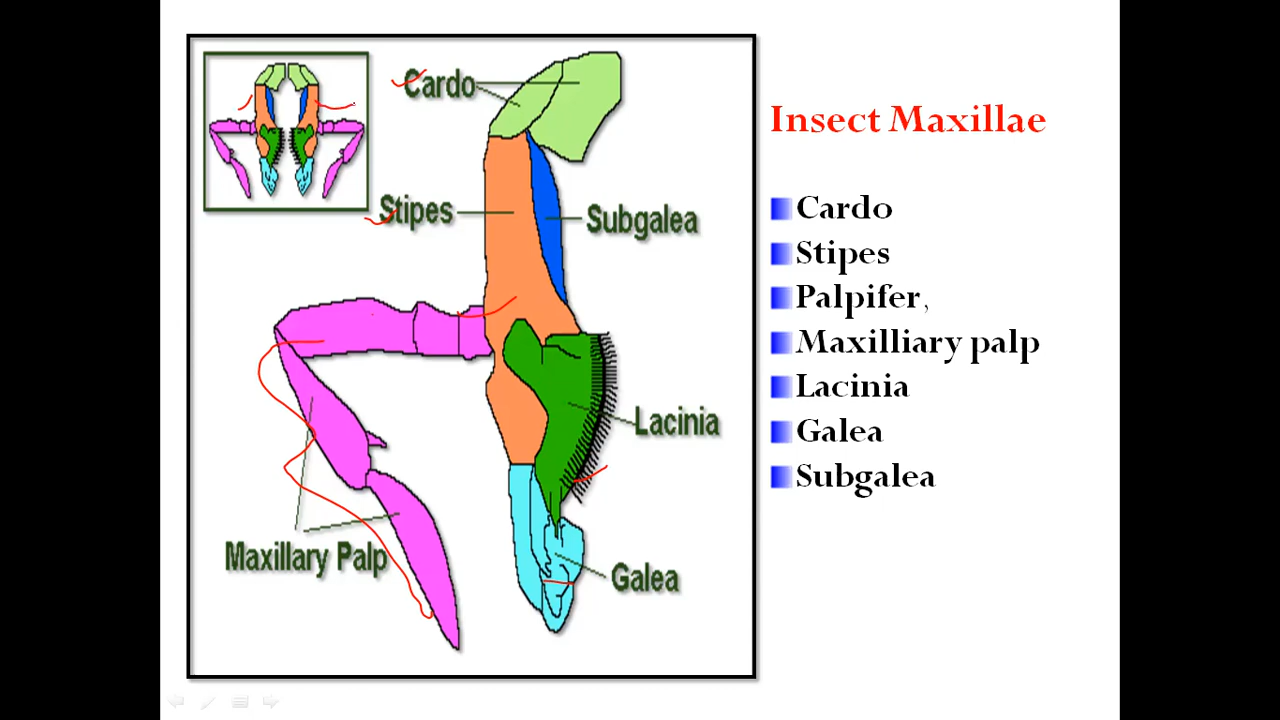 Cardo
Stipes
Subgalea
Lacinia
Maxillary Palp
Galea
Insect Maxillae
Cardo
Stipes
Palpifer,
Maxilliary palp
Lacinia
Galea
Subgalea